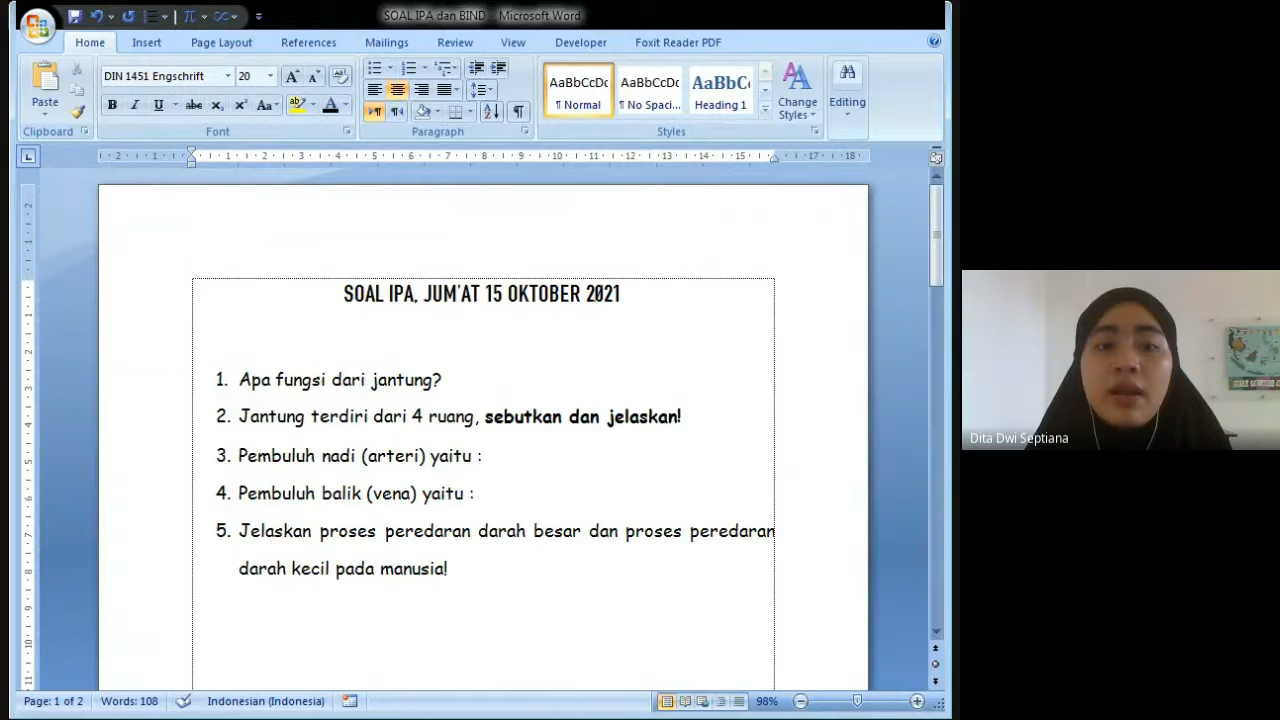 SOAL IPA dan BIND - Microsoft Word
Home Insert Page Layout References Mailings Review View Developer Foxit Reader PDF
DIN 1451 Engschrift 20
AaBbCcDc AaBbCcDc AaBbCc
Paste ¶ Normal ¶ No Spaci... Heading 1 Change Styles Editing
Clipboard Font Paragraph Styles
SOAL IPA, JUM'AT 15 OKTOBER 2021
1. Apa fungsi dari jantung?
2. Jantung terdiri dari 4 ruang, sebutkan dan jelaskan!
3. Pembuluh nadi (arteri) yaitu :
4. Pembuluh balik (vena) yaitu :
5. Jelaskan proses peredaran darah besar dan proses peredaran
darah kecil pada manusia!
Dita Dwi Septiana
Page: 1 of 2 Words: 108 Indonesian (Indonesia) 98%